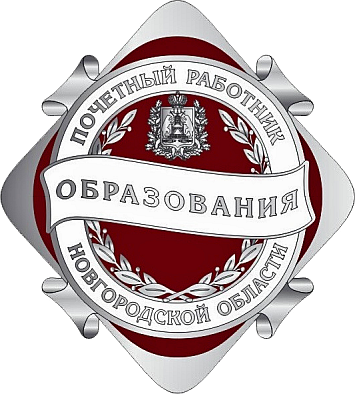 ПОЧЕТНЫЙ РАБОТНИК
ОБРАЗОВАНИЯ
НОВГОРОДСКОЙ ОБЛАСТИ